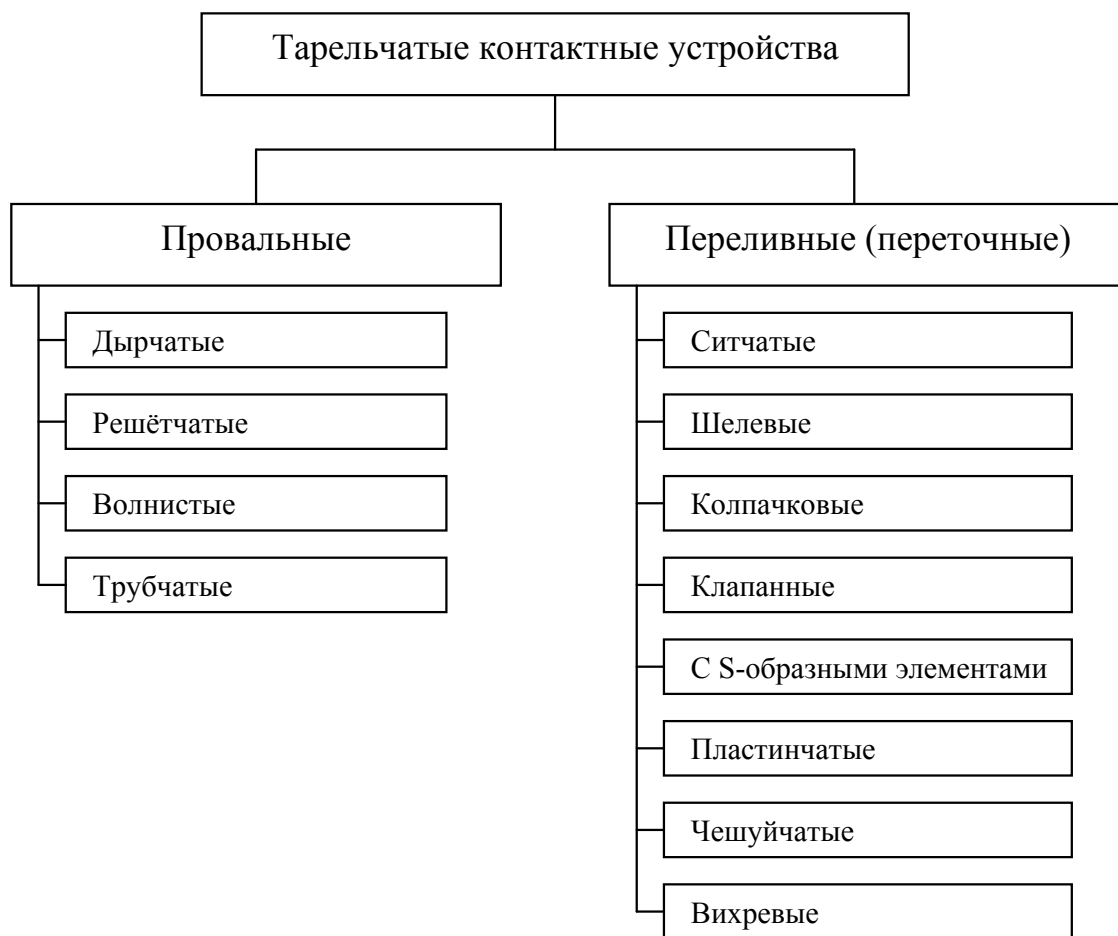 Тарельчатые контактные устройства
Провальные
Дырчатые
Решётчатые
Волнистые
Трубчатые
Переливные (переточные)
Ситчатые
Шелевые
Колпачковые
Клапанные
С S-образными элементами
Пластинчатые
Чешуйчатые
Вихревые